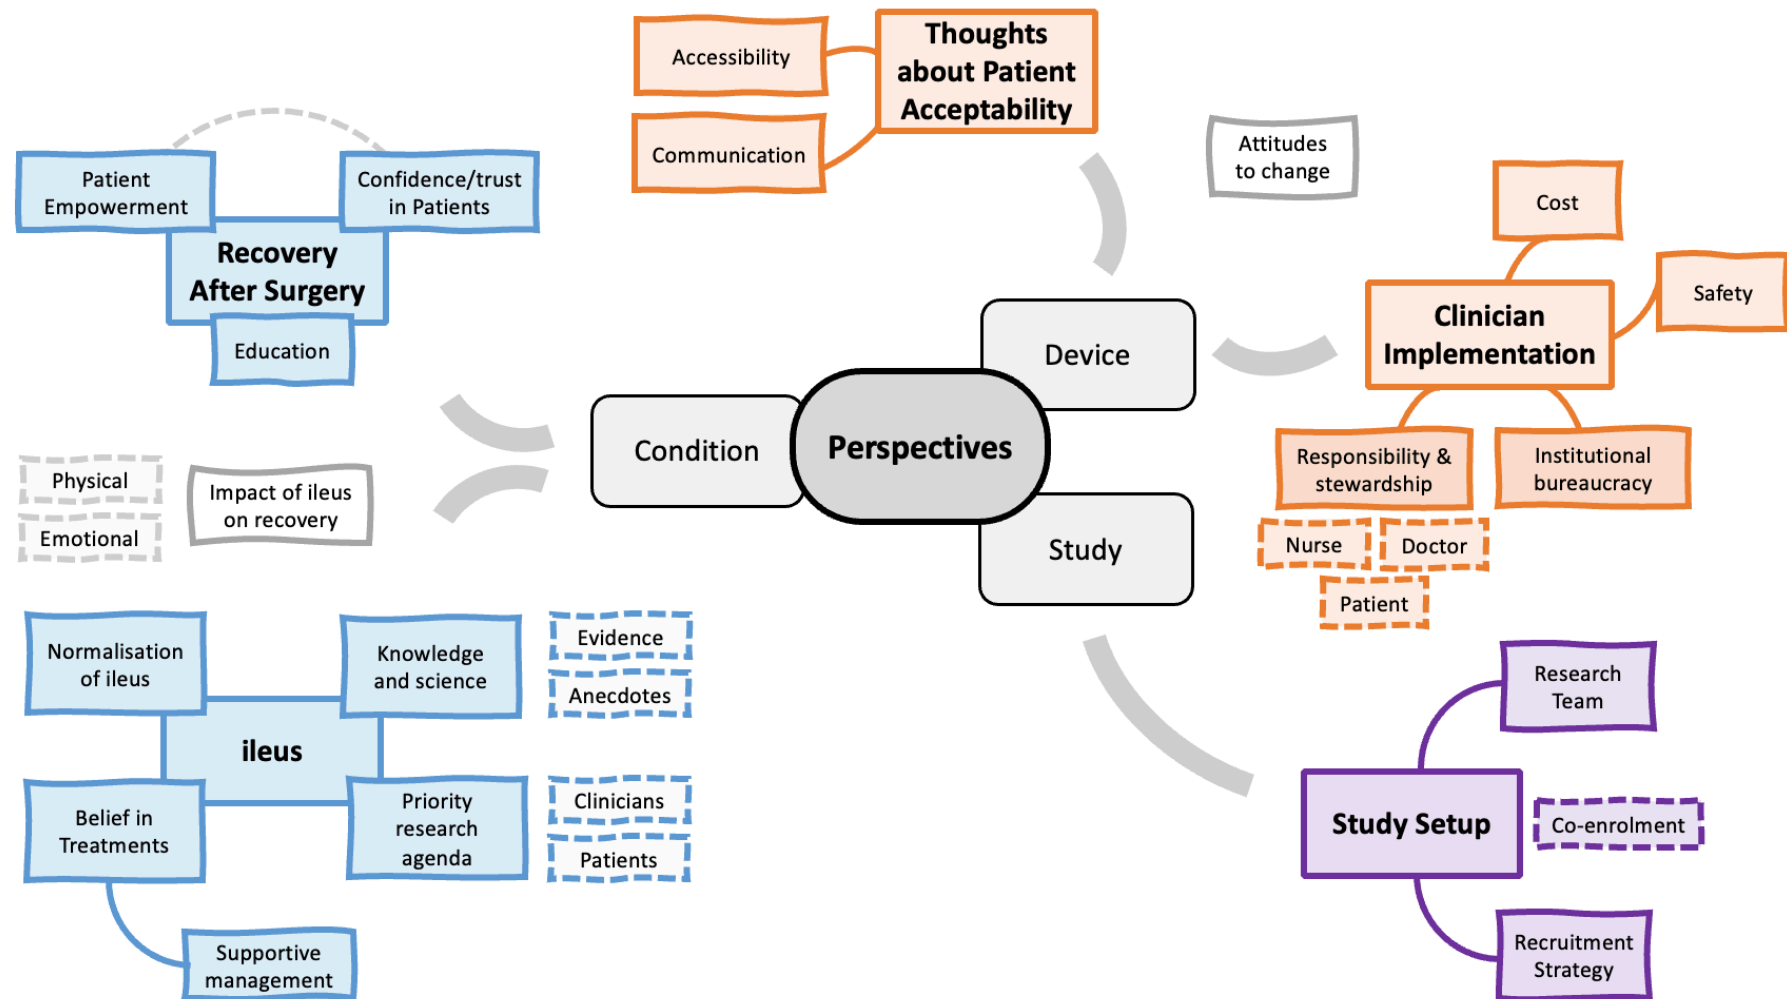 Thoughts
about Patient
Acceptability
Accessibility
Communication
Attitudes
to change
Patient
Empowerment
Confidence/trust
in Patients
Recovery
After Surgery
Education
Cost
Safety
Clinician
Implementation
Responsibility &
stewardship
Institutional
bureaucracy
Nurse
Doctor
Patient
Device
Condition
Perspectives
Study
Physical
Emotional
Impact of ileus
on recovery
Normalisation
of ileus
Knowledge
and science
Evidence
Anecdotes
ileus
Belief in
Treatments
Priority
research
agenda
Clinicians
Patients
Supportive
management
Research
Team
Study Setup
Co-enrolment
Recruitment
Strategy